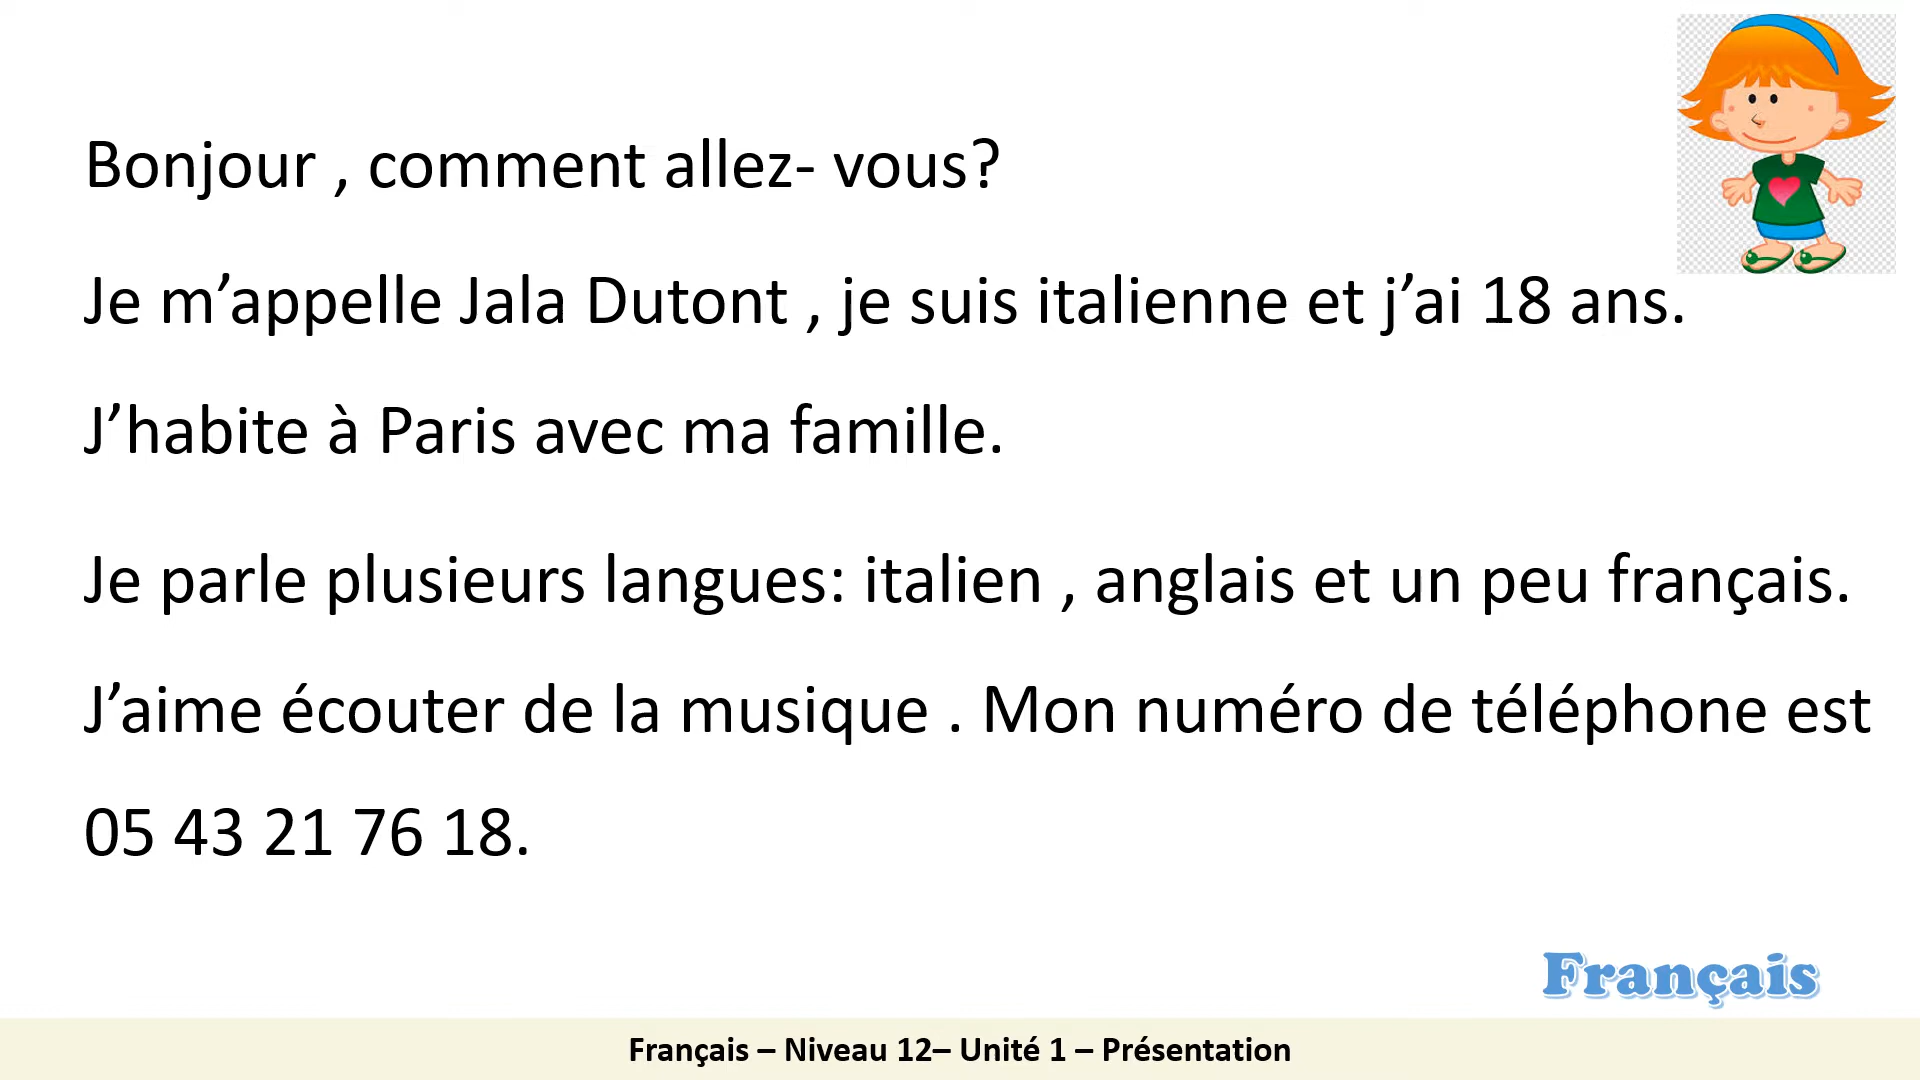 Bonjour , comment allez- vous?
Je m’appelle Jala Dutont , je suis italienne et j’ai 18 ans.
J’habite à Paris avec ma famille.
Je parle plusieurs langues: italien , anglais et un peu français.
J’aime écouter de la musique . Mon numéro de téléphone est
05 43 21 76 18.
Français
Français – Niveau 12– Unité 1 – Présentation